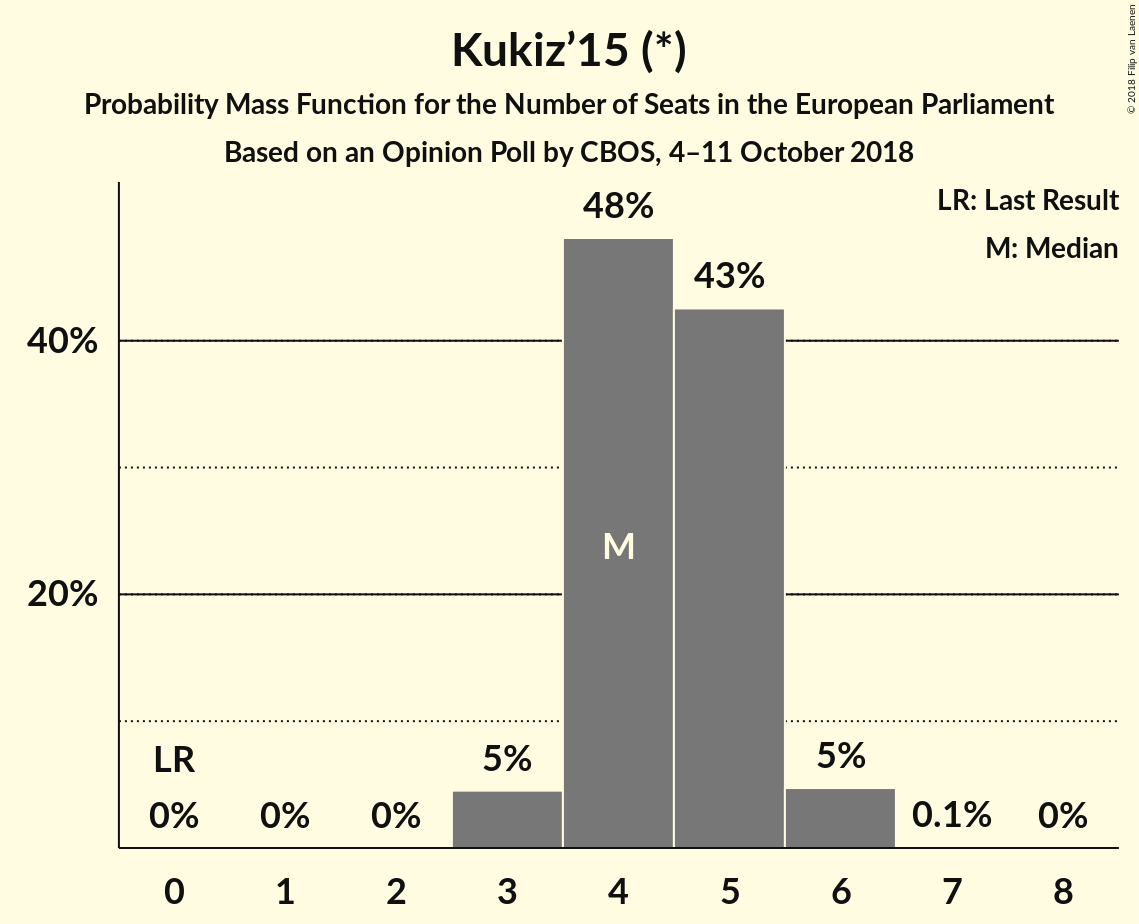 Kukiz’15 (*)
Probability Mass Function for the Number of Seats in the European Parliament
Based on an Opinion Poll by CBOS, 4–11 October 2018
© 2018 Filip van Laenen
LR: Last Result
M: Median
48%
43%
40%
M
20%
LR
5%
5%
0%
0%
0%
0.1%
0%
0 1 2 3 4 5 6 7 8